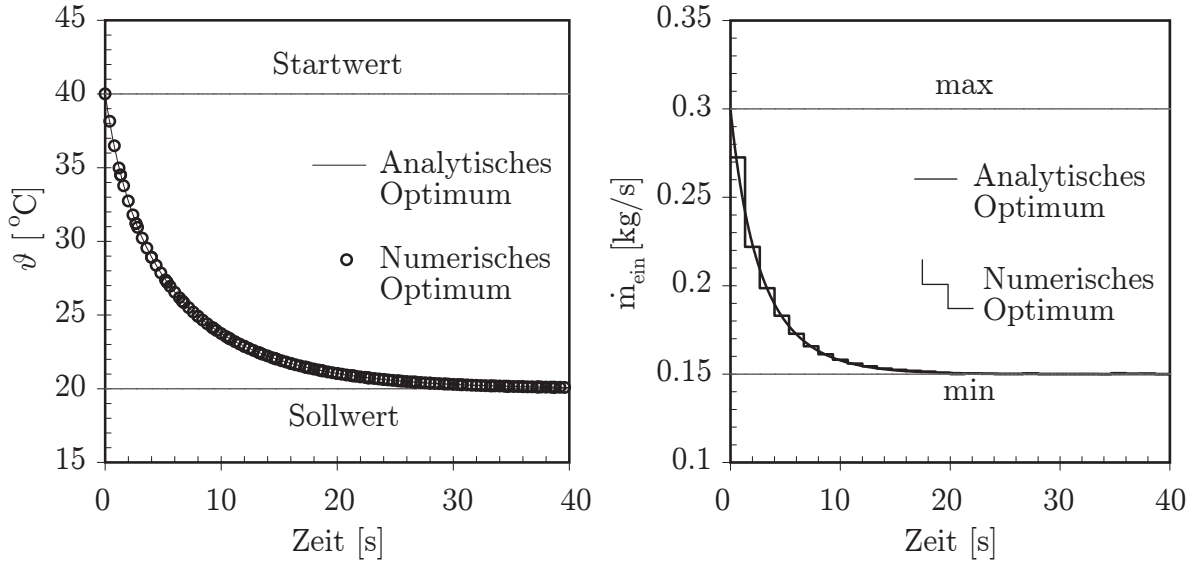 45
40
35
30
25
20
15
ϑ [ °C]
Startwert
Analytisches
Optimum
Numerisches
Optimum
Sollwert
0 10 20 30 40
Zeit [s]
0.35
0.3
0.25
0.2
0.15
0.1
ṁein [kg/s]
max
Analytisches
Optimum
Numerisches
Optimum
min
0 10 20 30 40
Zeit [s]